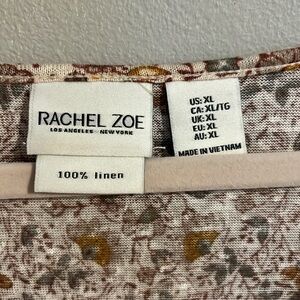 RACHEL ZOE
LOS ANGELES - NEW YORK
100% linen
US: XL
CA: XL/TG
UK: XL
EU: XL
AU: XL
MADE IN VIETNAM